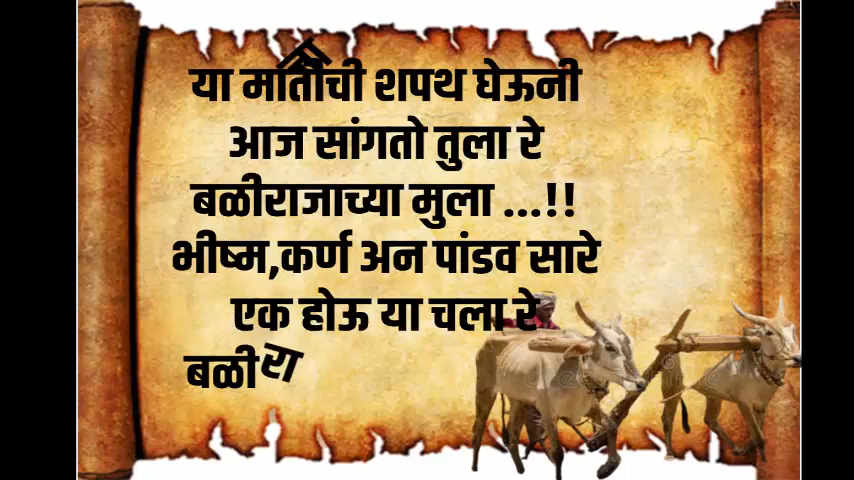 या मातीची शपथ घेऊनी
आज सांगतो तुला रे
बळीराजाच्या मुला ...!!
भीष्म,कर्ण अन पांडव सारे
एक होऊ या चला रे
बळीरा